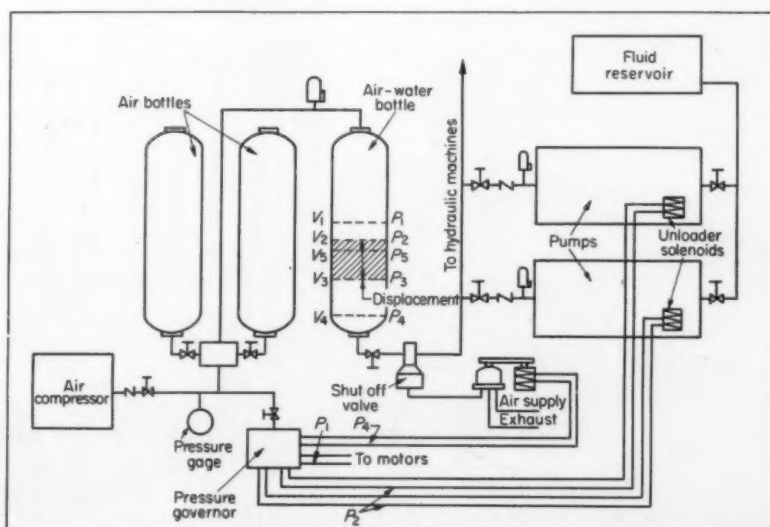 Fluid
reservoir
Air bottles
Air-water
bottle
To hydraulic machines
V1 P1
V2 P2
V5 P5
V3 P3
Displacement
V4 P4
Pumps
Unloader
solenoids
Air
compressor
Pressure
gage
Shut off
valve
Air supply
Exhaust
P1 P4
To motors
Pressure
governor
P2